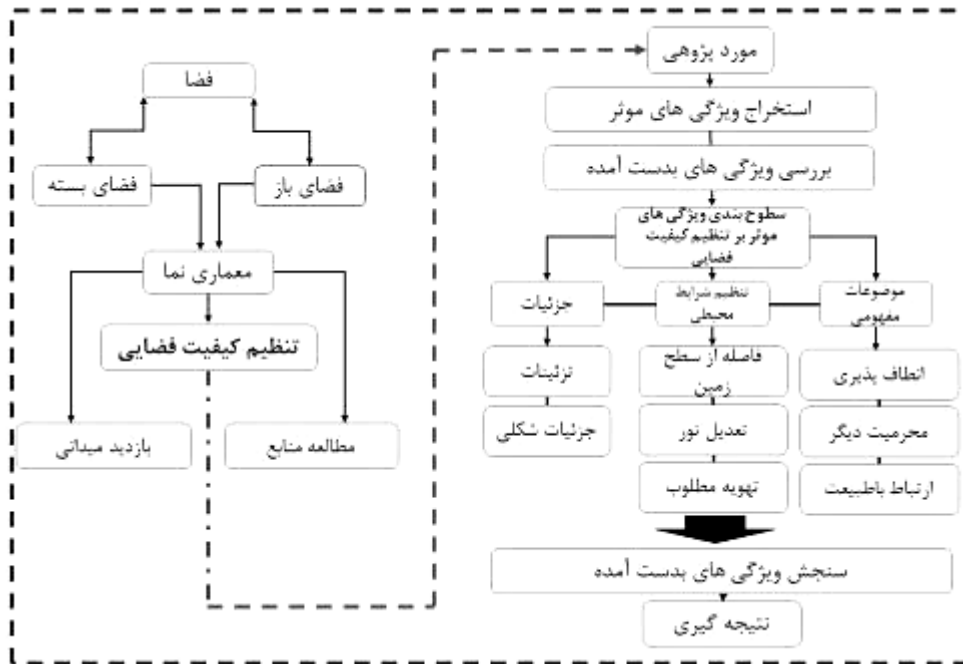 مورد پژوهی
استخراج ویژگی های موثر
بررسی ویژگی های بدست آمده
سطوح بندی ویژگی های
موثر بر تنظیم کیفیت
فضایی
موضوعات
مفهومی
تنظیم شرایط
محیطی
جزئیات
انطاف پذیری
محرمیت دیگر
ارتباط باطبیعت
فاصله از سطح
زمین
تعدیل نور
تهویه مطلوب
تزئینات
جزئیات شکلی
سنجش ویژگی های بدست آمده
نتیجه گیری
فضا
فضای باز
فضای بسته
معماری نما
تنظیم کیفیت فضایی
مطالعه منابع
بازدید میدانی